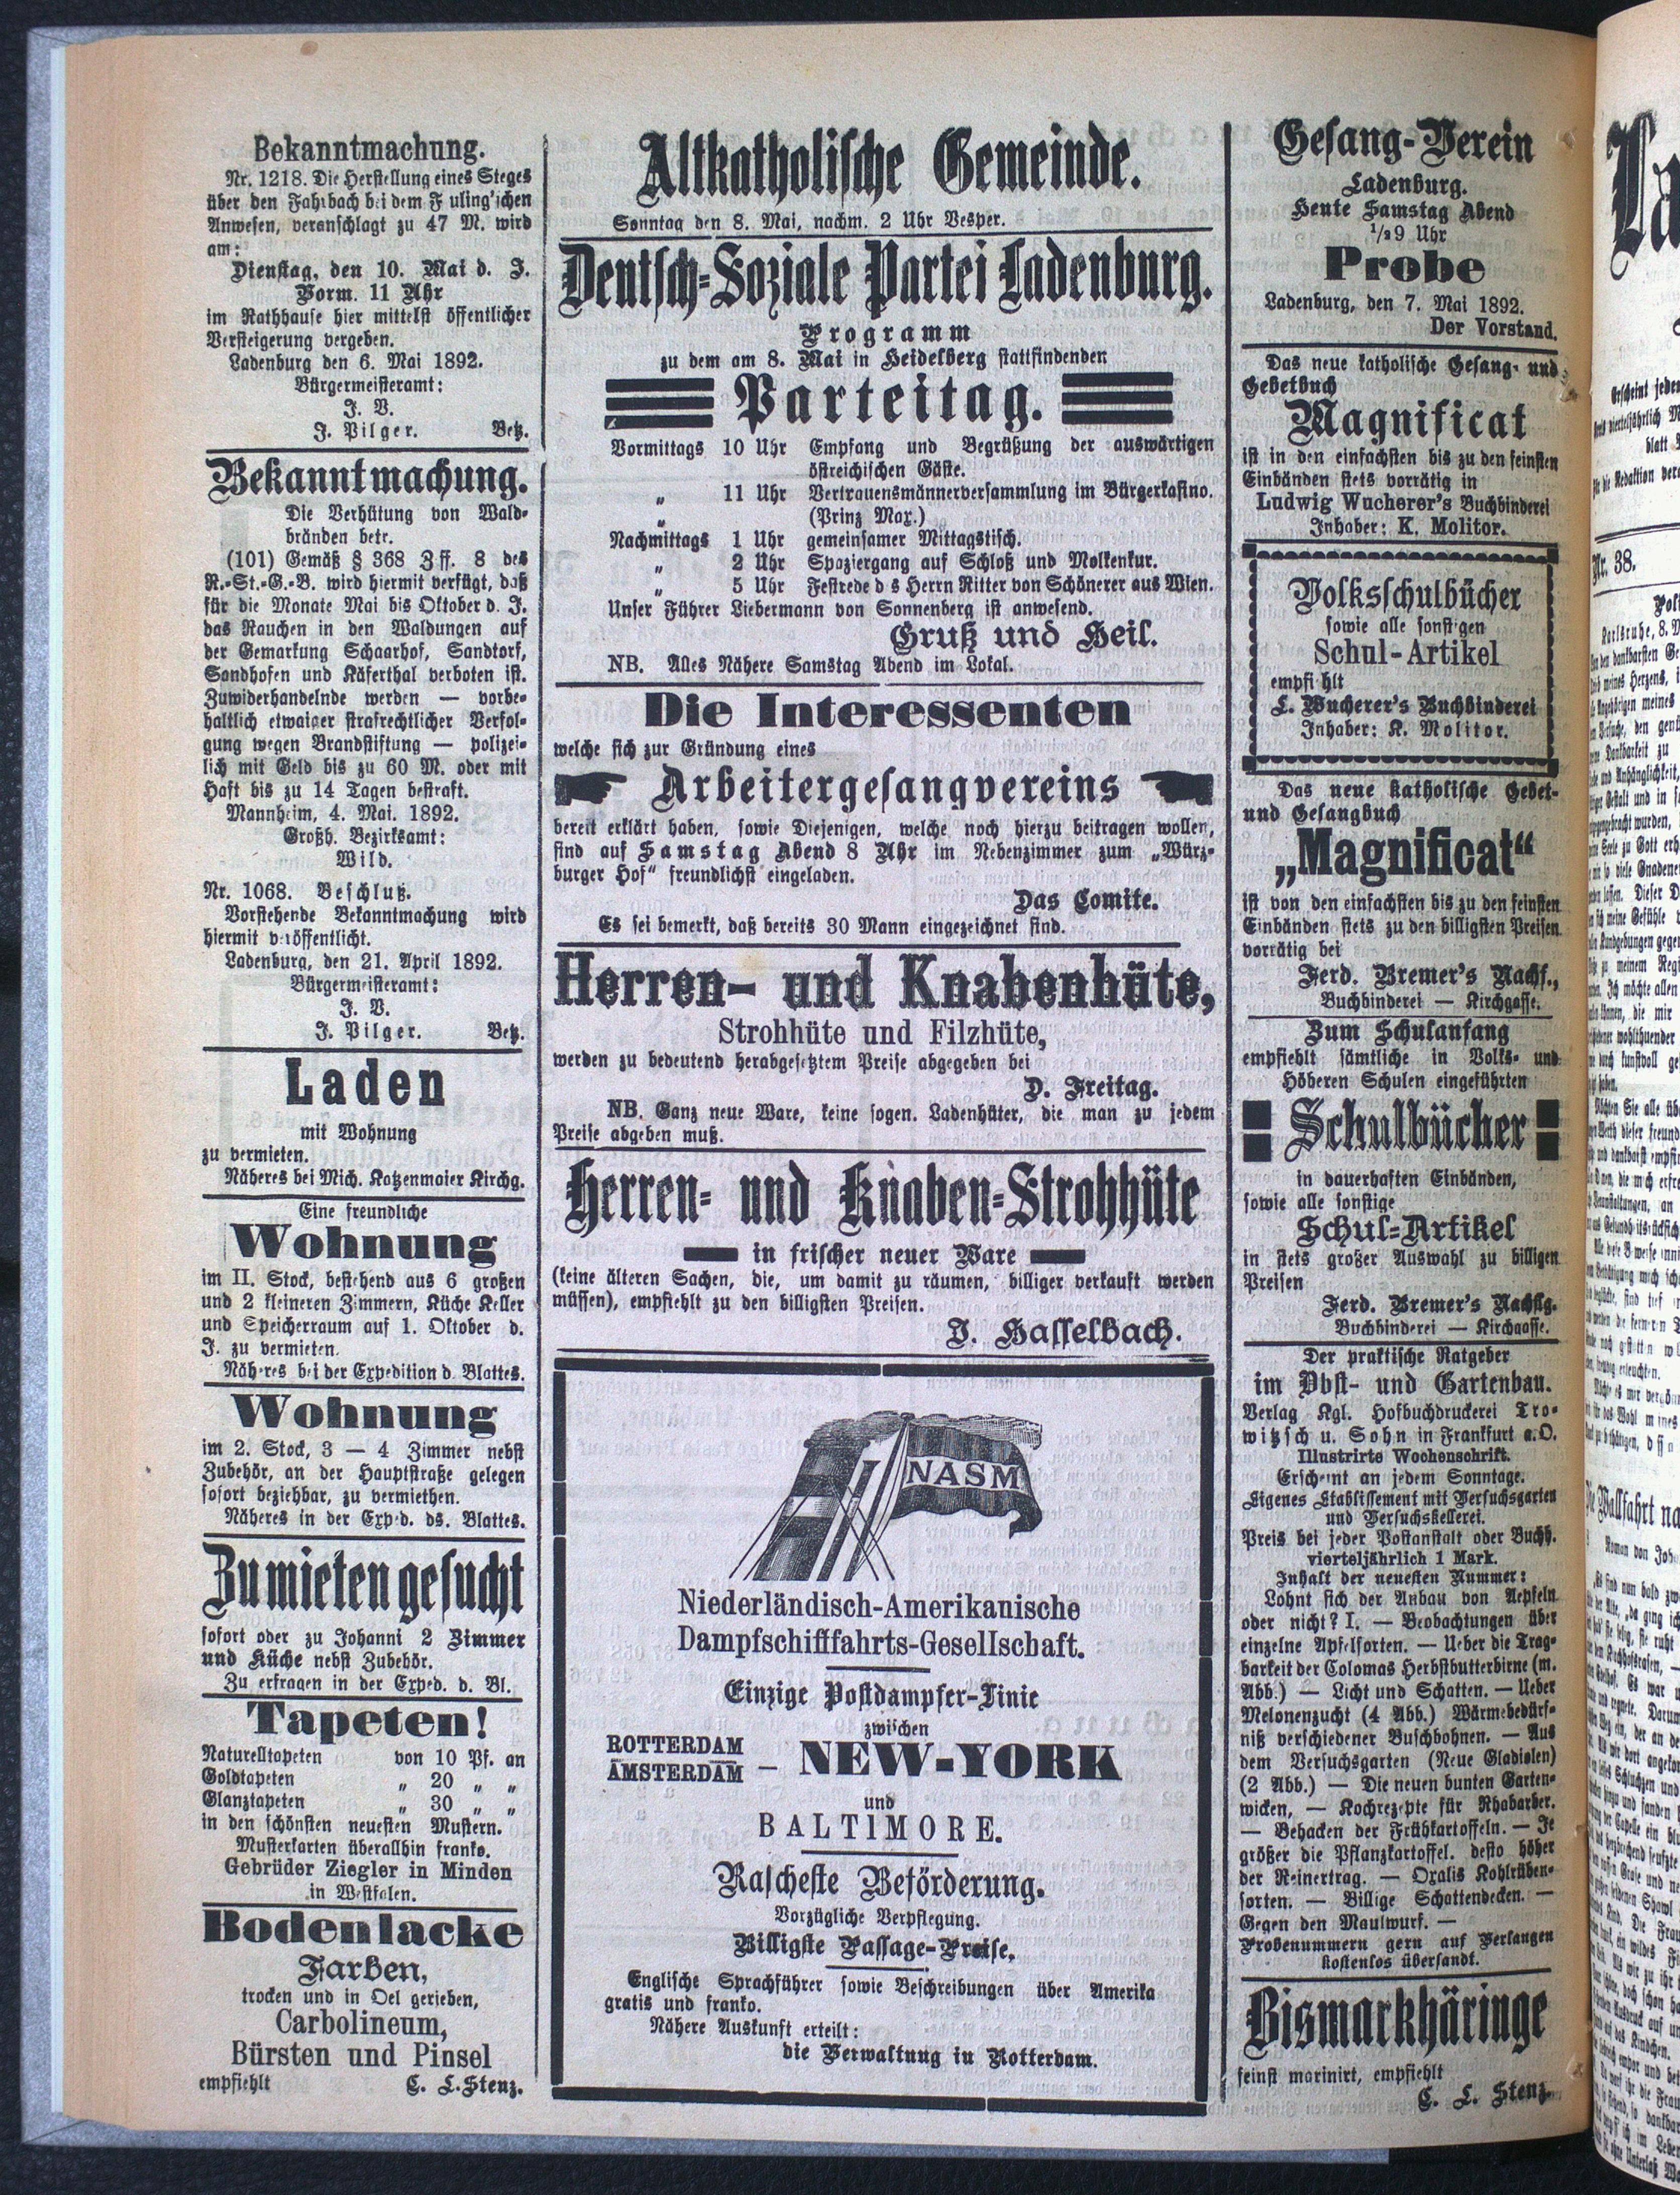 Bekanntmachung.
Nr. 1218. Die Herstellung eines Steges
über den Fahrbach bei dem F uling'schen
Anwesen, veranschlagt zu 47 M. wird
am:
Dienstag, den 10. Mai d. J.
Vorm. 11 Uhr
im Rathhause hier mittelst öffentlicher
Versteigerung vergeben.
Ladenburg den 6. Mai 1892.
Bürgermeisteramt:
J. V.
J. Pilger. Betz.
Bekanntmachung.
Die Verhütung von Wald-
bränden betr.
(101) Gemäß § 368 Ziff. 8 des
R.-St.-G.-B. wird hiermit verfügt, daß
für die Monate Mai bis Oktober d. J.
das Rauchen in den Waldungen auf
der Gemarkung Schaarhof, Sandtorf,
Sandhofen und Käferthal verboten ist.
Zuwiderhandelnde werden — vorbe-
haltlich etwaiger strafrechtlicher Verfol-
gung wegen Brandstiftung — polizei-
lich mit Geld bis zu 60 M. oder mit
Haft bis zu 14 Tagen bestraft.
Mannheim, 4. Mai. 1892.
Großh. Bezirksamt:
Wild.
Nr. 1068. Beschluß.
Vorstehende Bekanntmachung wird
hiermit veröffentlicht.
Ladenburg, den 21. April 1892.
Bürgermeisteramt:
J. V.
J. Pilger. Betz.
Laden
mit Wohnung
zu vermieten.
Näheres bei Mich. Katzenmaier Kirchg.
Eine freundliche
Wohnung
im II. Stock, bestehend aus 6 großen
und 2 kleineren Zimmern, Küche Keller
und Speicherraum auf 1. Oktober d.
J. zu vermieten.
Näheres bei der Expedition d. Blattes.
Wohnung
im 2. Stock, 3 — 4 Zimmer nebst
Zubehör, an der Hauptstraße gelegen
sofort beziehbar, zu vermiethen.
Näheres in der Exped. ds. Blattes.
Zu mieten gesucht
sofort oder zu Johanni 2 Zimmer
und Küche nebst Zubehör.
Zu erfragen in der Exped. d. Bl.
Tapeten!
Naturelltapeten von 10 Pf. an
Goldtapeten „ 20 „ „
Glanztapeten „ 30 „ „
in den schönsten neuesten Mustern.
Musterkarten überallhin franko.
Gebrüder Ziegler in Minden
in Westfalen.
Bodenlacke
Farben,
trocken und in Oel gerieben,
Carbolineum,
Bürsten und Pinsel
empfiehlt C. L. Stenz.
Altkatholische Gemeinde.
Sonntag den 8. Mai, nachm. 2 Uhr Vesper.
Deutsch-Soziale Partei Ladenburg.
Programm
zu dem am 8. Mai in Heidelberg stattfindenden
Parteitag.
Vormittags 10 Uhr Empfang und Begrüßung der auswärtigen
östreichischen Gäste.
„ 11 Uhr Vertrauensmännerversammlung im Bürgerkasino.
„ (Prinz Max.)
Nachmittags 1 Uhr gemeinsamer Mittagstisch.
„ 2 Uhr Spaziergang auf Schloß und Molkenkur.
„ 5 Uhr Festrede d s Herrn Ritter von Schönerer aus Wien.
Unser Führer Liebermann von Sonnenberg ist anwesend.
Gruß und Heil.
NB. Alles Nähere Samstag Abend im Lokal.
Die Interessenten
welche sich zur Gründung eines
Arbeitergesangvereins
bereit erklärt haben, sowie Diejenigen, welche noch hierzu beitragen wollen,
sind auf Samstag Abend 8 Uhr im Nebenzimmer zum „Würz-
burger Hof“ freundlichst eingeladen.
Das Comite.
Es sei bemerkt, daß bereits 30 Mann eingezeichnet sind.
Herren- und Knabenhüte,
Strohhüte und Filzhüte,
werden zu bedeutend herabgesetztem Preise abgegeben bei
D. Freitag.
NB. Ganz neue Ware, keine sogen. Ladenhüter, die man zu jedem
Preise abgeben muß.
Herren- und Knaben-Strohhüte
in frischer neuer Ware
(keine älteren Sachen, die, um damit zu räumen, billiger verkauft werden
müssen), empfiehlt zu den billigsten Preisen.
J. Hasselbach.
NASM
Niederländisch-Amerikanische
Dampfschifffahrts-Gesellschaft.
Einzige Postdampfer-Linie
zwischen
ROTTERDAM
AMSTERDAM – NEW-YORK
und
BALTIMORE.
Rascheste Beförderung.
Vorzügliche Verpflegung.
Billigste Passage-Preise.
Englische Sprachführer sowie Beschreibungen über Amerika
gratis und franko.
Nähere Auskunft erteilt:
die Verwaltung in Rotterdam.
Gesang-Verein
Ladenburg.
Heute Samstag Abend
1/2 9 Uhr
Probe
Ladenburg, den 7. Mai 1892.
Der Vorstand.
Das neue katholische Gesang- und
Gebetbuch
Magnificat
ist in den einfachsten bis zu den feinsten
Einbänden stets vorrätig in
Ludwig Wucherer's Buchbinderei
Inhaber: K. Molitor.
Volksschulbücher
sowie alle sonstigen
Schul-Artikel
empfi hlt
L. Wucherer's Buchbinderei
Inhaber: K. Molitor.
Das neue katholische Gebet-
und Gesangbuch
„Magnificat“
ist von den einfachsten bis zu den feinsten
Einbänden stets zu den billigsten Preisen
vorrätig bei
Ferd. Bremer's Nachf.,
Buchbinderei — Kirchgasse.
Zum Schulanfang
empfiehlt sämtliche in Volks- und
Höberen Schulen eingeführten
Schulbücher
in dauerhaften Einbänden,
sowie alle sonstige
Schul-Artikel
in stets großer Auswahl zu billigen
Preisen
Ferd. Bremer's Nachflg.
Buchbinderei — Kirchgasse.
Der praktische Ratgeber
im Obst- und Gartenbau.
Verlag Kgl. Hofbuchdruckerei Tro-
witzsch u. Sohn in Frankfurt a.O.
Illustrirte Wochenschrift.
Erscheint an jedem Sonntage.
Eigenes Etablissement mit Versuchsgarten
und Versuchskellerei.
Preis bei jeder Postanstalt oder Buchh.
vierteljährlich 1 Mark.
Inhalt der neuesten Nummer:
Lohnt sich der Anbau von Aepfeln
oder nicht? I. — Beobachtungen über
einzelne Apfelsorten. — Ueber die Trag-
barkeit der Colomas Herbstbutterbirne (m.
Abb.) — Licht und Schatten. — Ueber
Melonenzucht (4 Abb.) Wärmebedürf-
niß verschiedener Buschbohnen. — Aus
dem Versuchsgarten (Neue Gladiolen)
(2 Abb.) — Die neuen bunten Garten-
wicken, — Kochrezepte für Rhabarber.
— Behacken der Frühkartoffeln. — Je
größer die Pflanzkartoffel, desto höher
der Reinertrag. — Oxalis Kohlrüben-
sorten. — Billige Schattendecken. —
Gegen den Maulwurf. —
Probenummern gern auf Verlangen
kostenlos übersandt.
Bismarkhäringe
feinst marinirt, empfiehlt
C. L. Stenz.
Nr. 38.